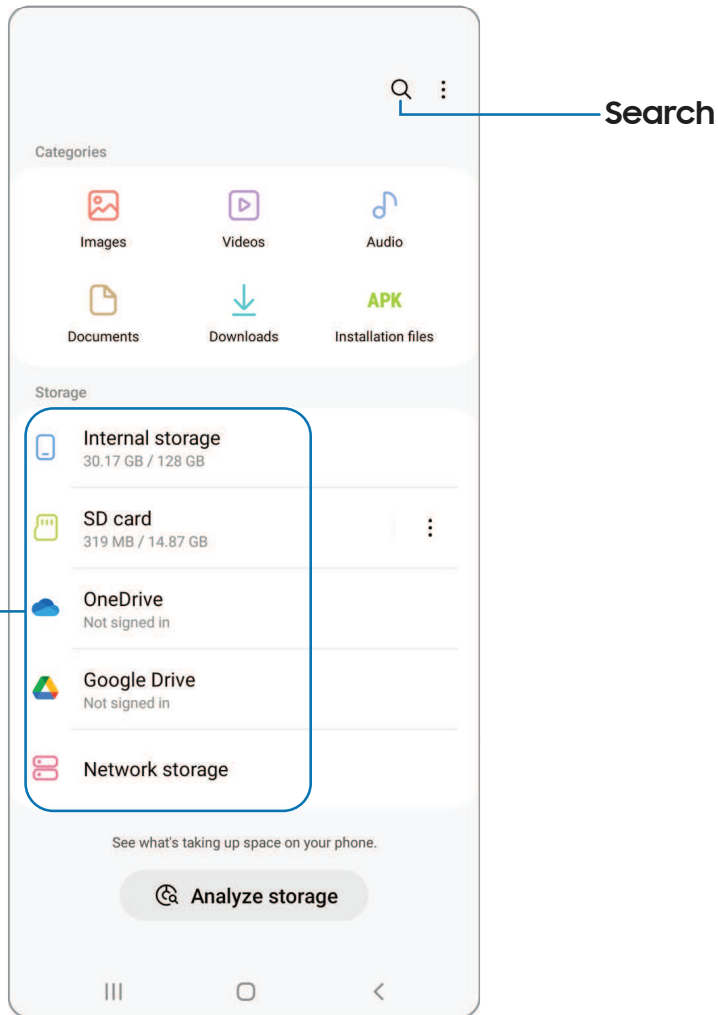 Search
Categories
Images Videos Audio
APK
Documents Downloads Installation files
Storage
Internal storage
30.17 GB / 128 GB
SD card
319 MB / 14.87 GB
OneDrive
Not signed in
Google Drive
Not signed in
Network storage
See what's taking up space on your phone.
Analyze storage